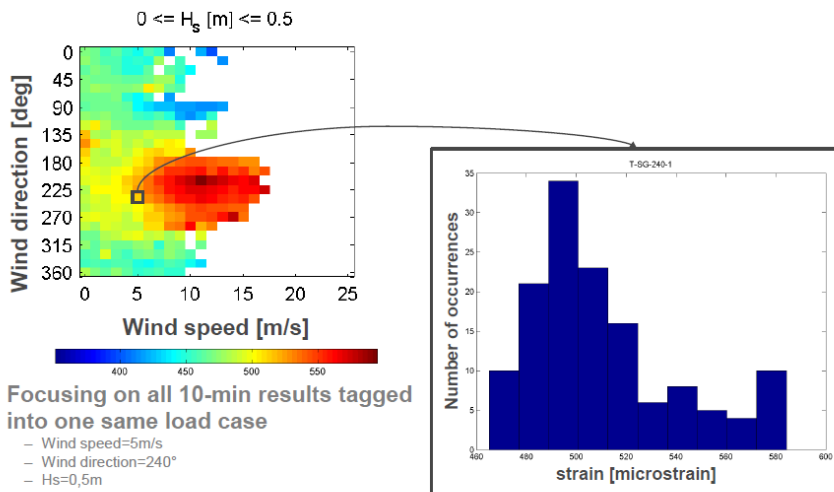 0 <= Hs [m] <= 0.5
Wind direction [deg]
0
45
90
135
180
225
270
315
360
0 5 10 15 20 25
Wind speed [m/s]
400 450 500 550
Focusing on all 10-min results tagged
into one same load case
– Wind speed=5m/s
– Wind direction=240°
– Hs=0,5m
T-SG-240-1
Number of occurrences
35
30
25
20
15
10
5
0
460 480 500 520 540 560 580 600
strain [microstrain]